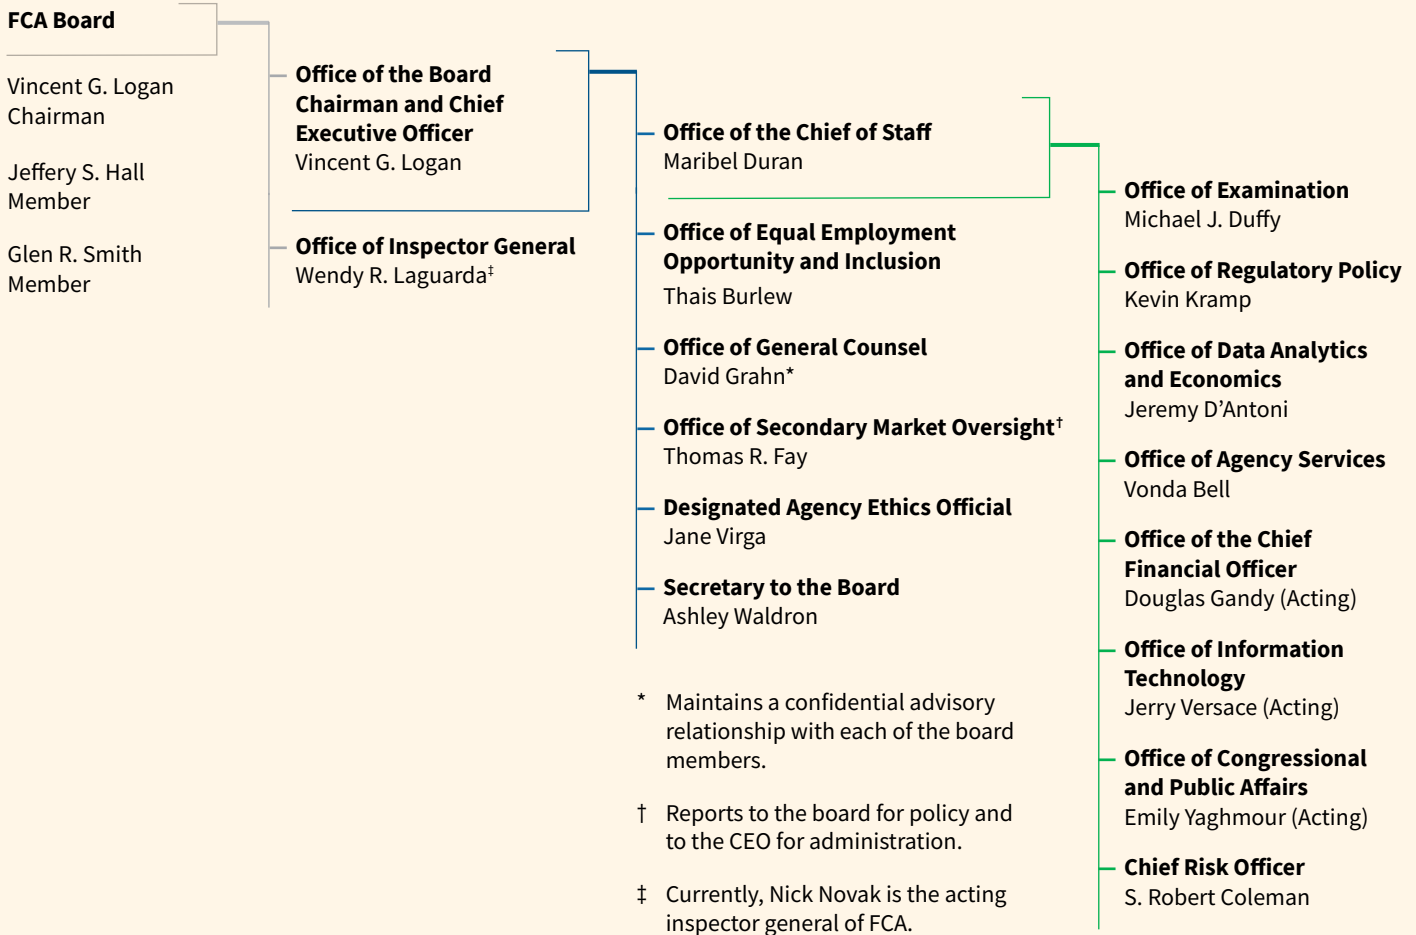 FCA Board
Vincent G. Logan
Chairman
Jeffery S. Hall
Member
Glen R. Smith
Member
Office of the Board
Chairman and Chief
Executive Officer
Vincent G. Logan
Office of Inspector General
Wendy R. Laguarda‡
Office of the Chief of Staff
Maribel Duran
Office of Equal Employment
Opportunity and Inclusion
Thais Burlew
Office of General Counsel
David Grahn*
Office of Secondary Market Oversight†
Thomas R. Fay
Designated Agency Ethics Official
Jane Virga
Secretary to the Board
Ashley Waldron
Office of Examination
Michael J. Duffy
Office of Regulatory Policy
Kevin Kramp
Office of Data Analytics
and Economics
Jeremy D’Antoni
Office of Agency Services
Vonda Bell
Office of the Chief
Financial Officer
Douglas Gandy (Acting)
Office of Information
Technology
Jerry Versace (Acting)
Office of Congressional
and Public Affairs
Emily Yaghmour (Acting)
Chief Risk Officer
S. Robert Coleman
* Maintains a confidential advisory
relationship with each of the board
members.
† Reports to the board for policy and
to the CEO for administration.
‡ Currently, Nick Novak is the acting
inspector general of FCA.